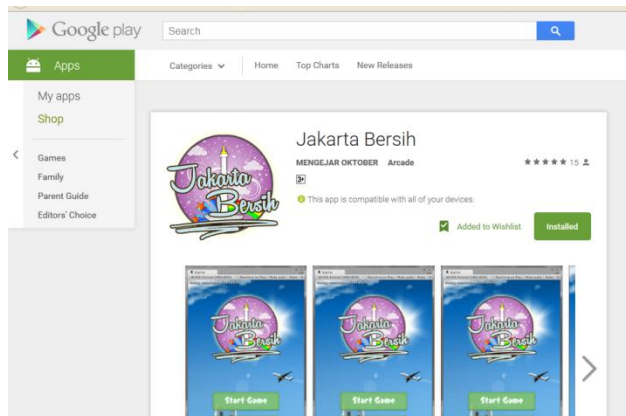 Google play
Search
Apps
Categories
Home
Top Charts
New Releases
My apps
Shop
Games
Family
Parent Guide
Editors' Choice
Jakarta
Bersih
Jakarta Bersih
MENGEJAR OKTOBER Arcade
15
3+
This app is compatible with all of your devices.
Added to Wishlist
Installed
Jakarta
Bersih
Start Game
Jakarta
Bersih
Start Game
Jakarta
Bersih
Start Game